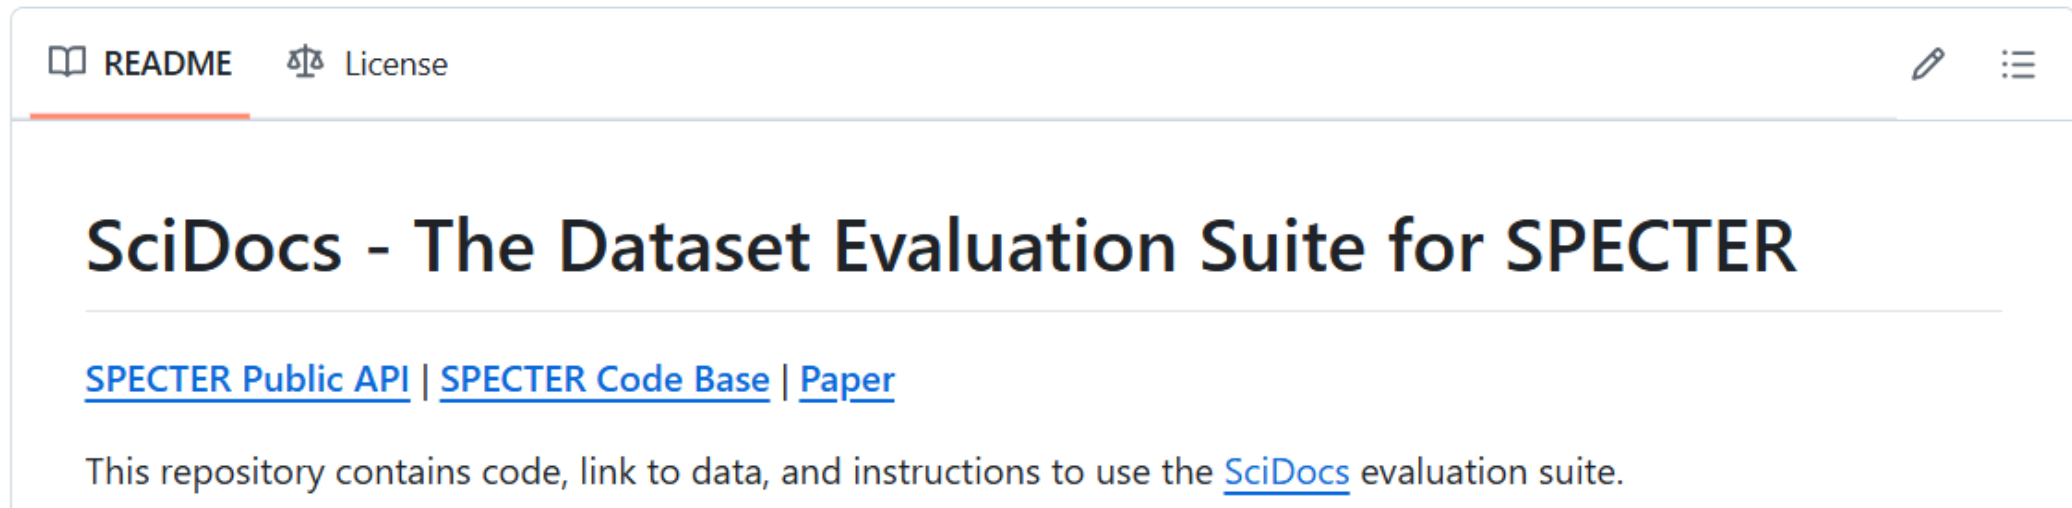 README License
SciDocs - The Dataset Evaluation Suite for SPECTER
SPECTER Public API | SPECTER Code Base | Paper
This repository contains code, link to data, and instructions to use the SciDocs evaluation suite.